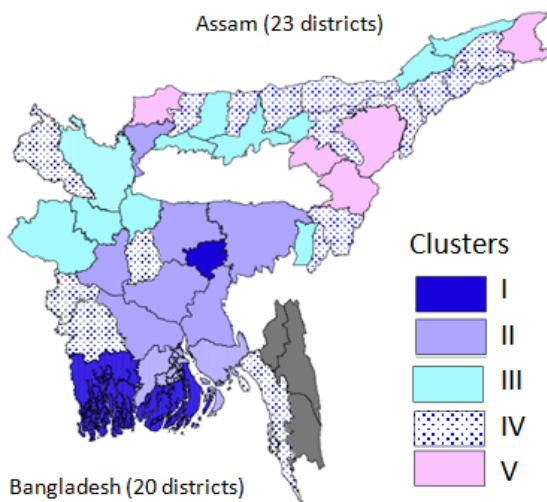 Assam (23 districts)
Clusters
I
II
III
IV
V
Bangladesh (20 districts)